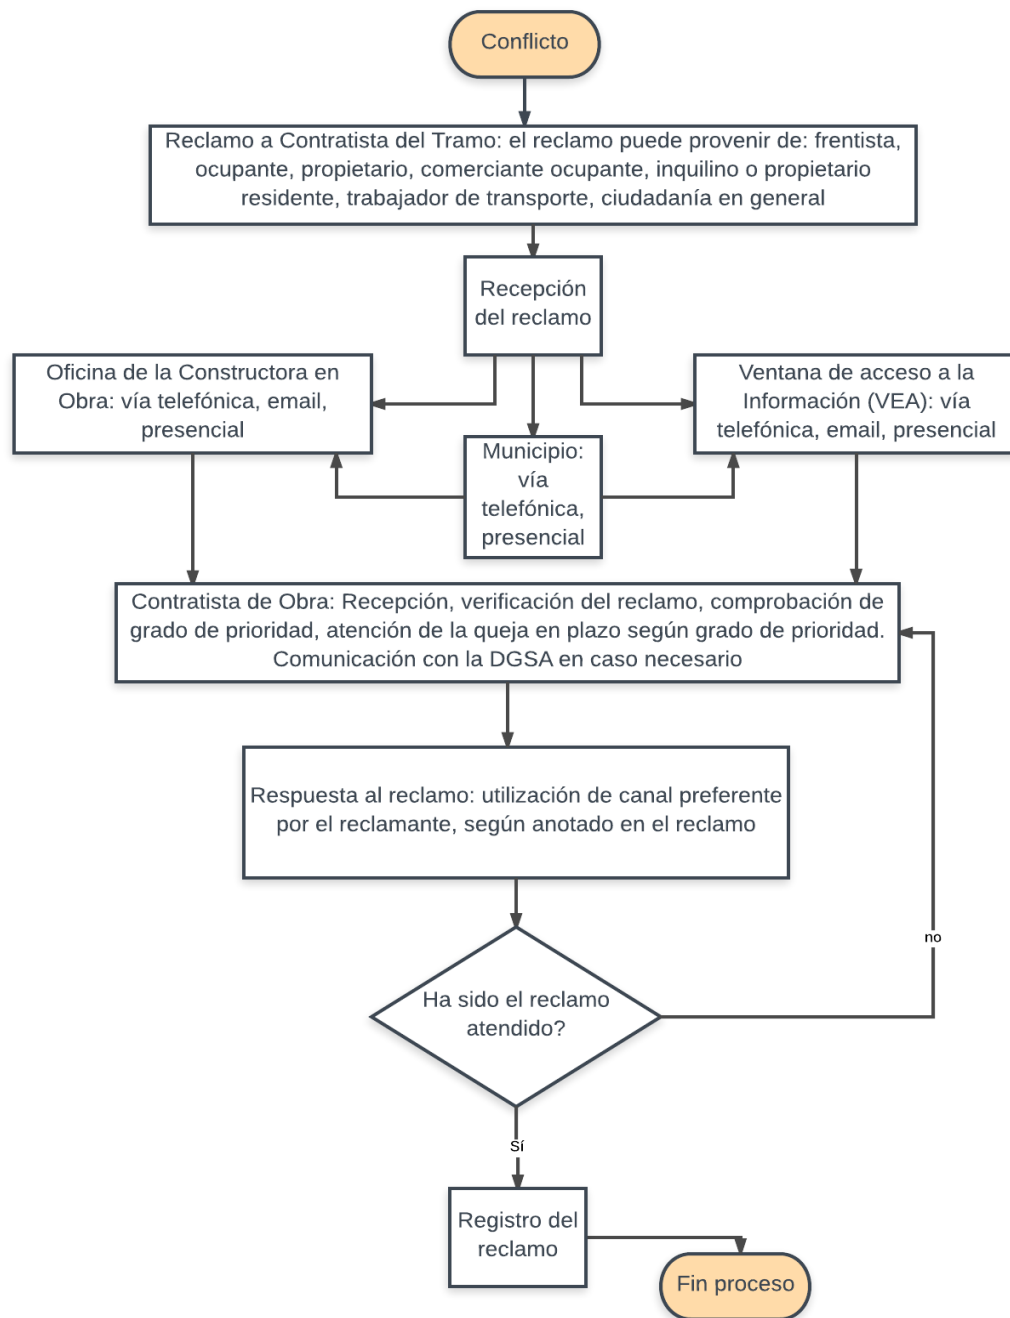 Conflicto
Reclamo a Contratista del Tramo: el reclamo puede provenir de: frentista,
ocupante, propietario, comerciante ocupante, inquilino o propietario
residente, trabajador de transporte, ciudadanía en general
Recepción
del reclamo
Oficina de la Constructora en
Obra: vía telefónica, email,
presencial
Ventana de acceso a la
Información (VEA): vía
telefónica, email, presencial
Municipio:
vía
telefónica,
presencial
Contratista de Obra: Recepción, verificación del reclamo, comprobación de
grado de prioridad, atención de la queja en plazo según grado de prioridad.
Comunicación con la DGSA en caso necesario
Respuesta al reclamo: utilización de canal preferente
por el reclamante, según anotado en el reclamo
no
Ha sido el reclamo
atendido?
Sí
Registro del
reclamo
Fin proceso